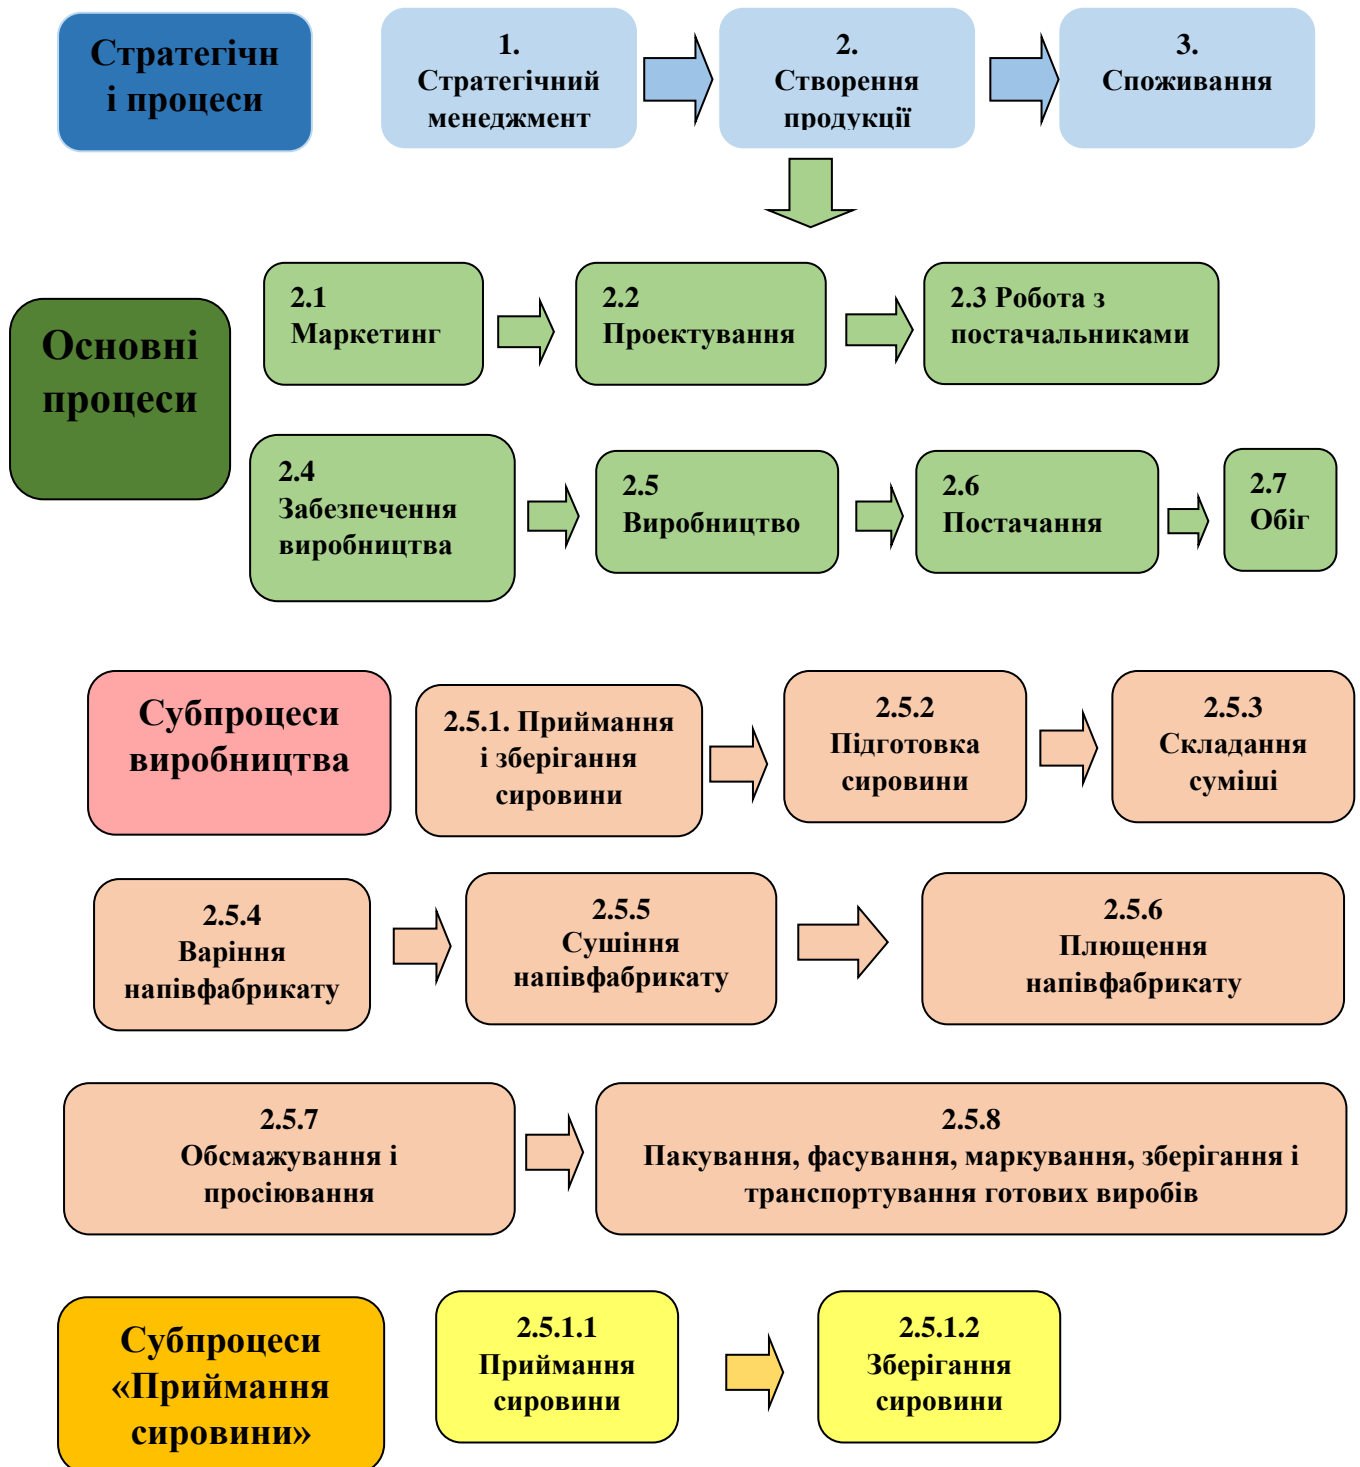 Стратегічн
і процеси
1.
Стратегічний
менеджмент
2.
Створення
продукції
3.
Споживання
Основні
процеси
2.1
Маркетинг
2.2
Проектування
2.3 Робота з
постачальниками
2.4
Забезпечення
виробництва
2.5
Виробництво
2.6
Постачання
2.7
Обіг
Субпроцеси
виробництва
2.5.1. Приймання
і зберігання
сировини
2.5.2
Підготовка
сировини
2.5.3
Складання
суміші
2.5.4
Варіння
напівфабрикату
2.5.5
Сушіння
напівфабрикату
2.5.6
Плющення
напівфабрикату
2.5.7
Обсмажування і
просіювання
2.5.8
Пакування, фасування, маркування, зберігання і
транспортування готових виробів
Субпроцеси
«Приймання
сировини»
2.5.1.1
Приймання
сировини
2.5.1.2
Зберігання
сировини